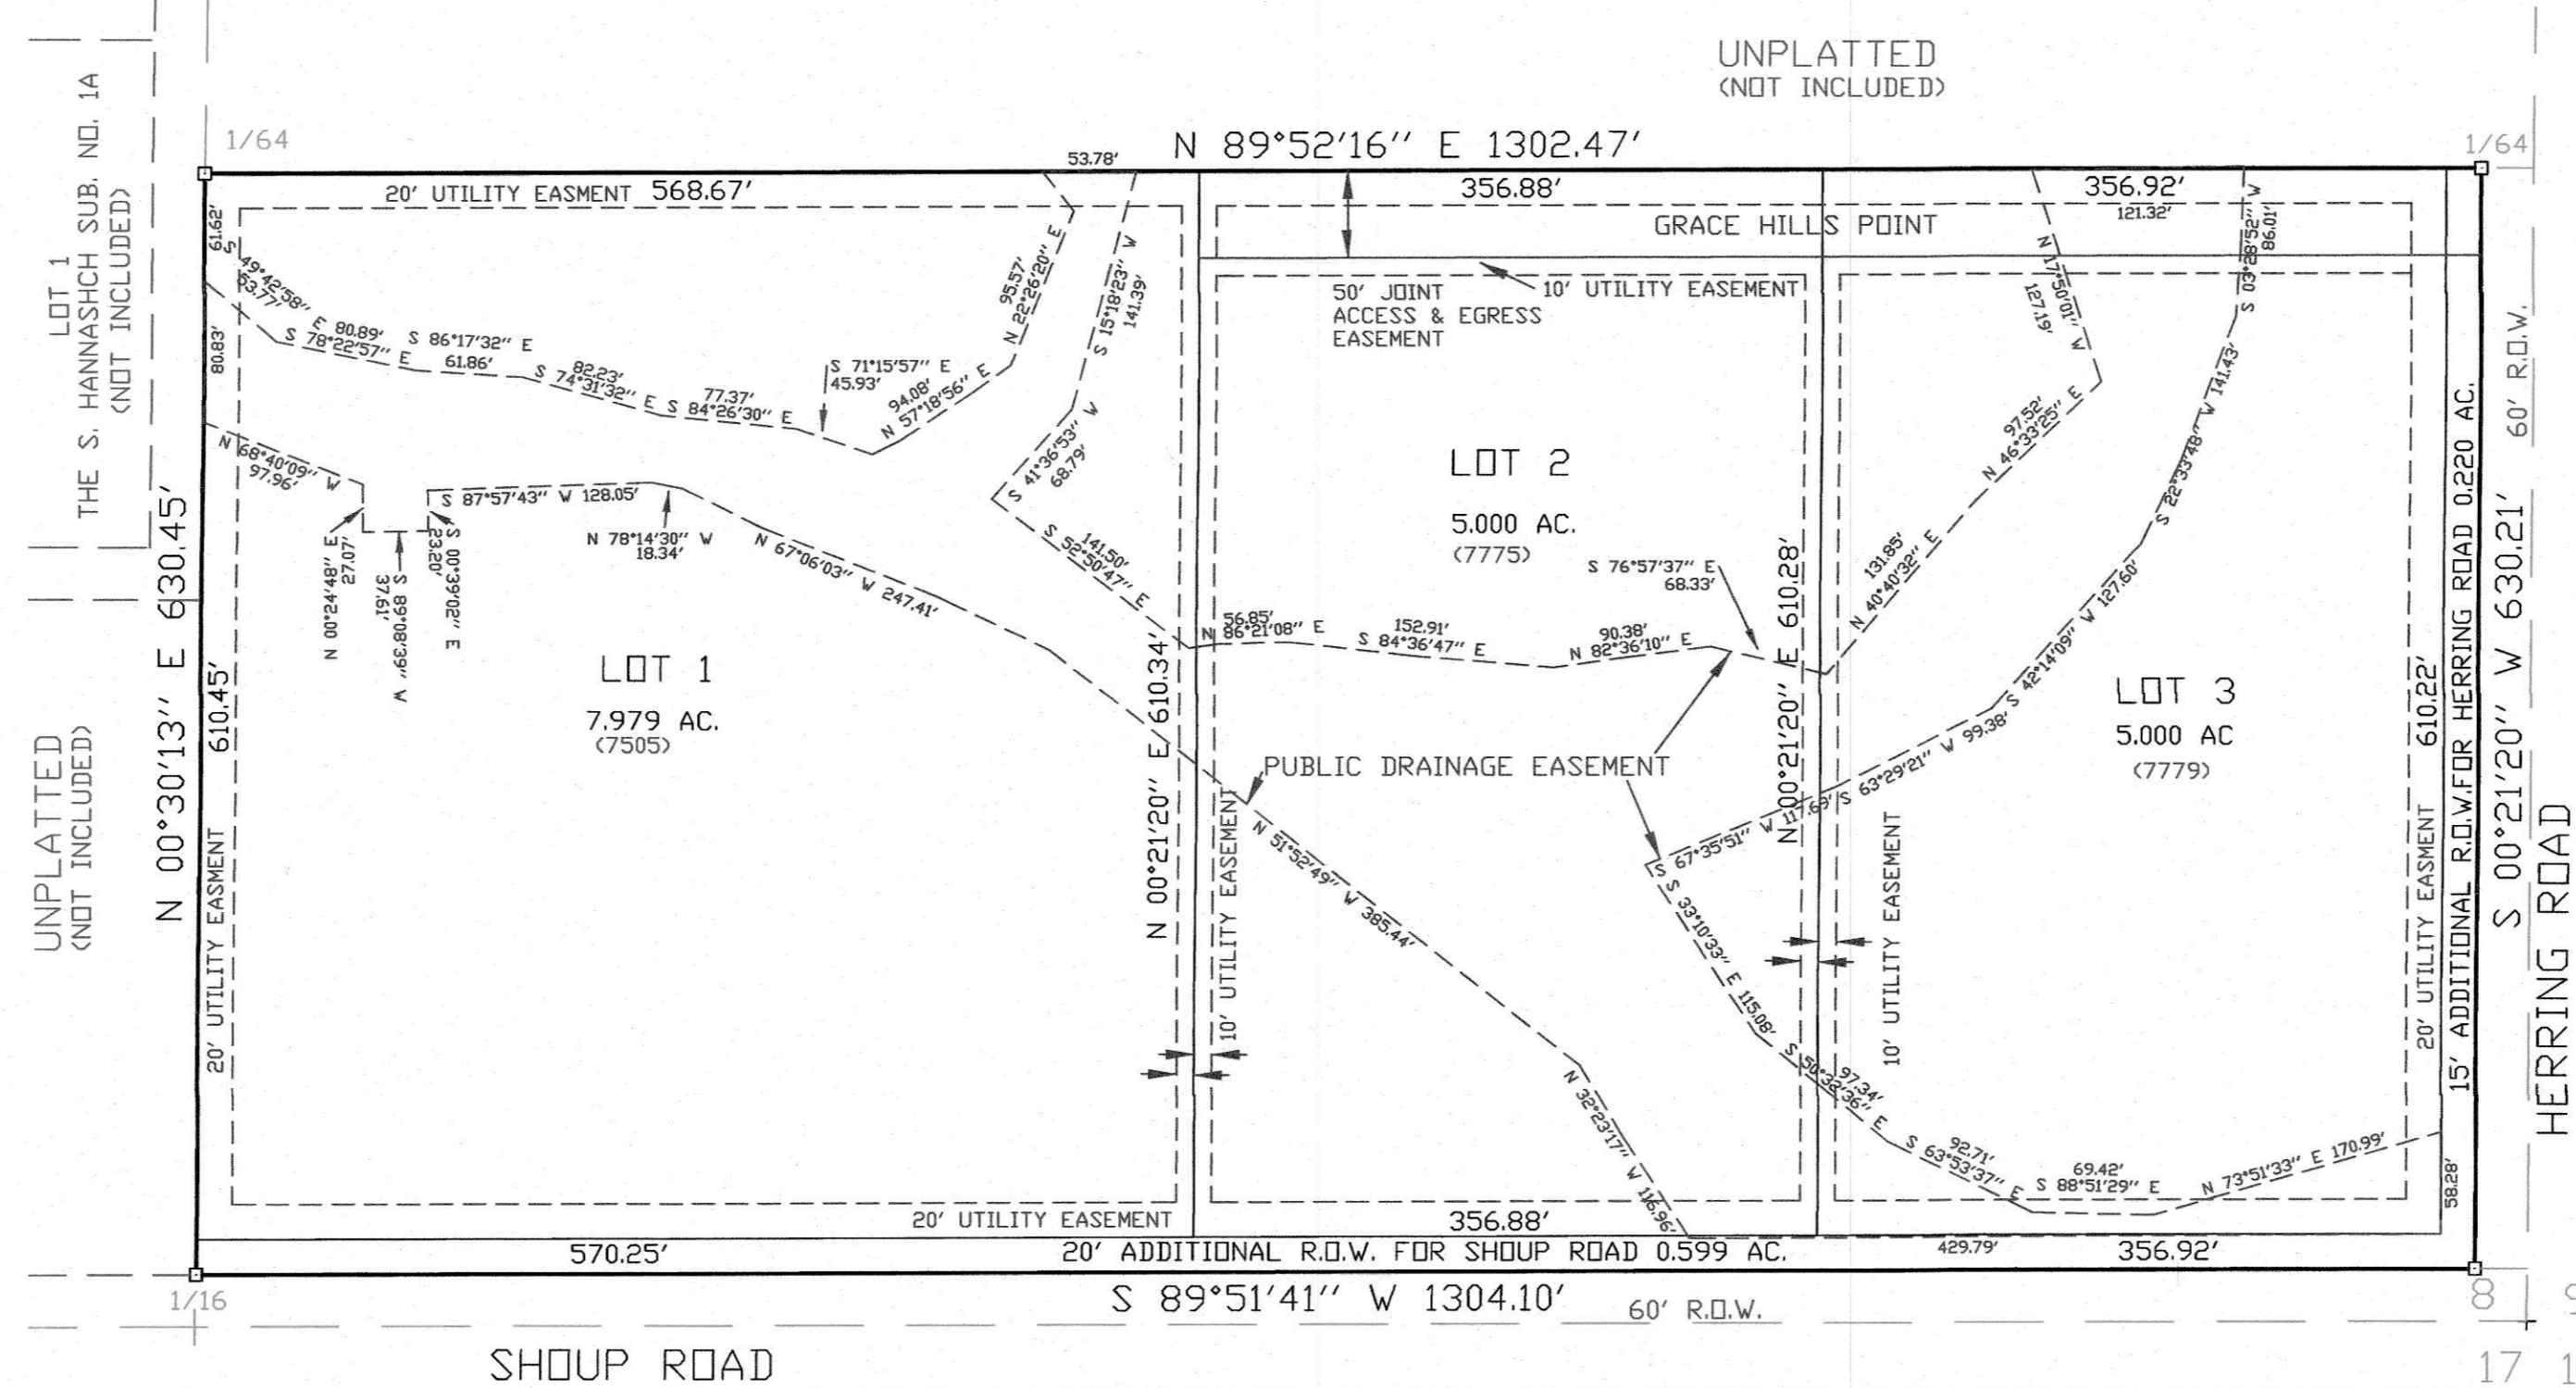 UNPLATTED
(NOT INCLUDED)
LOT 1
THE S. HANNASHCH SUB. NO. 1A
(NOT INCLUDED)
1/64
N 89°52'16'' E 1302.47'
1/64
53.78'
20' UTILITY EASMENT 568.67'
356.88'
356.92'
121.32'
GRACE HILLS POINT
61.62'
S 49°42'58'' E
63.77'
80.83'
80.89'
S 78°22'57'' E
S 86°17'32'' E
61.86'
82.23'
S 74°31'32'' E
77.37'
S 84°26'30'' E
S 71°15'57'' E
45.93'
94.08'
N 57°18'56'' E
95.57'
N 22°26'20'' E
S 15°18'23'' W
141.39'
S 41°36'53'' W
68.79'
141.50'
S 52°50'47'' E
50' JOINT
ACCESS & EGRESS
EASEMENT
10' UTILITY EASEMENT
N 17°50'01'' W
127.19'
S 03°28'52'' W
86.01'
97.52'
N 46°33'25'' E
131.85'
N 40°40'32'' E
S 22°33'48'' W 141.43'
S 42°14'09'' W 127.60'
S 63°29'21'' W 99.38'
S 67°35'51'' W 117.69'
N 68°40'09'' W
97.96'
N 00°24'48'' E
27.07'
S 89°08'39'' W
37.61'
S 00°39'02'' E
23.20'
S 87°57'43'' W 128.05'
N 78°14'30'' W
18.34'
N 67°06'03'' W 247.41'
LOT 2
5.000 AC.
(7775)
S 76°57'37'' E
68.33'
56.85'
N 86°21'08'' E
152.91'
S 84°36'47'' E
90.38'
N 82°36'10'' E
LOT 1
7.979 AC.
(7505)
LOT 3
5.000 AC
(7779)
PUBLIC DRAINAGE EASEMENT
N 00°30'13'' E 630.45'
610.45'
20' UTILITY EASMENT
N 00°21'20'' E 610.34'
10' UTILITY EASEMENT
N 00°21'20'' E 610.28'
10' UTILITY EASEMENT
610.22'
20' UTILITY EASMENT
15' ADDITIONAL R.O.W.FOR HERRING ROAD 0.220 AC.
S 00°21'20'' W 630.21'
60' R.O.W.
HERRING ROAD
UNPLATTED
(NOT INCLUDED)
N 51°52'49'' W 385.44'
N 32°23'17'' W 116.96'
S 33°10'33'' E 115.08'
97.34'
S 50°32'36'' E
92.71'
S 63°53'37'' E
69.42'
S 88°51'29'' E
N 73°51'33'' E 170.99'
58.28'
20' UTILITY EASEMENT
356.88'
570.25'
20' ADDITIONAL R.O.W. FOR SHOUP ROAD 0.599 AC.
429.79'
356.92'
1/16
S 89°51'41'' W 1304.10'
60' R.O.W.
8
SHOUP ROAD
17